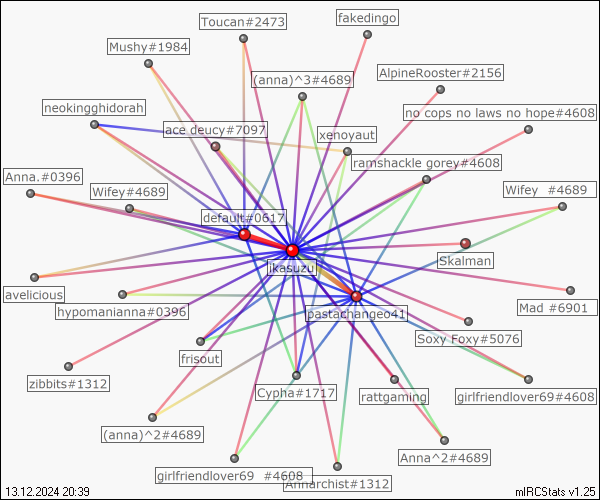 Toucan#2473
fakedingo
Mushy#1984
(anna)^3#4689
AlpineRooster#2156
neokingghidorah
no cops no laws no hope#4608
ace deucy#7097
xenoyaut
ramshackle gorey#4608
Anna.#0396
Wifey#4689
Wifey  #4689
default#0617
jkasuzu
Skalman
avelicious
hypomanianna#0396
pastachangeo41
Mad #6901
Soxy Foxy#5076
frisout
zibbits#1312
Cypha#1717
rattgaming
girlfriendlover69#4608
(anna)^2#4689
Anna^2#4689
girlfriendlover69  #4608
Annarchist#1312
13.12.2024 20:39
mIRCStats v1.25